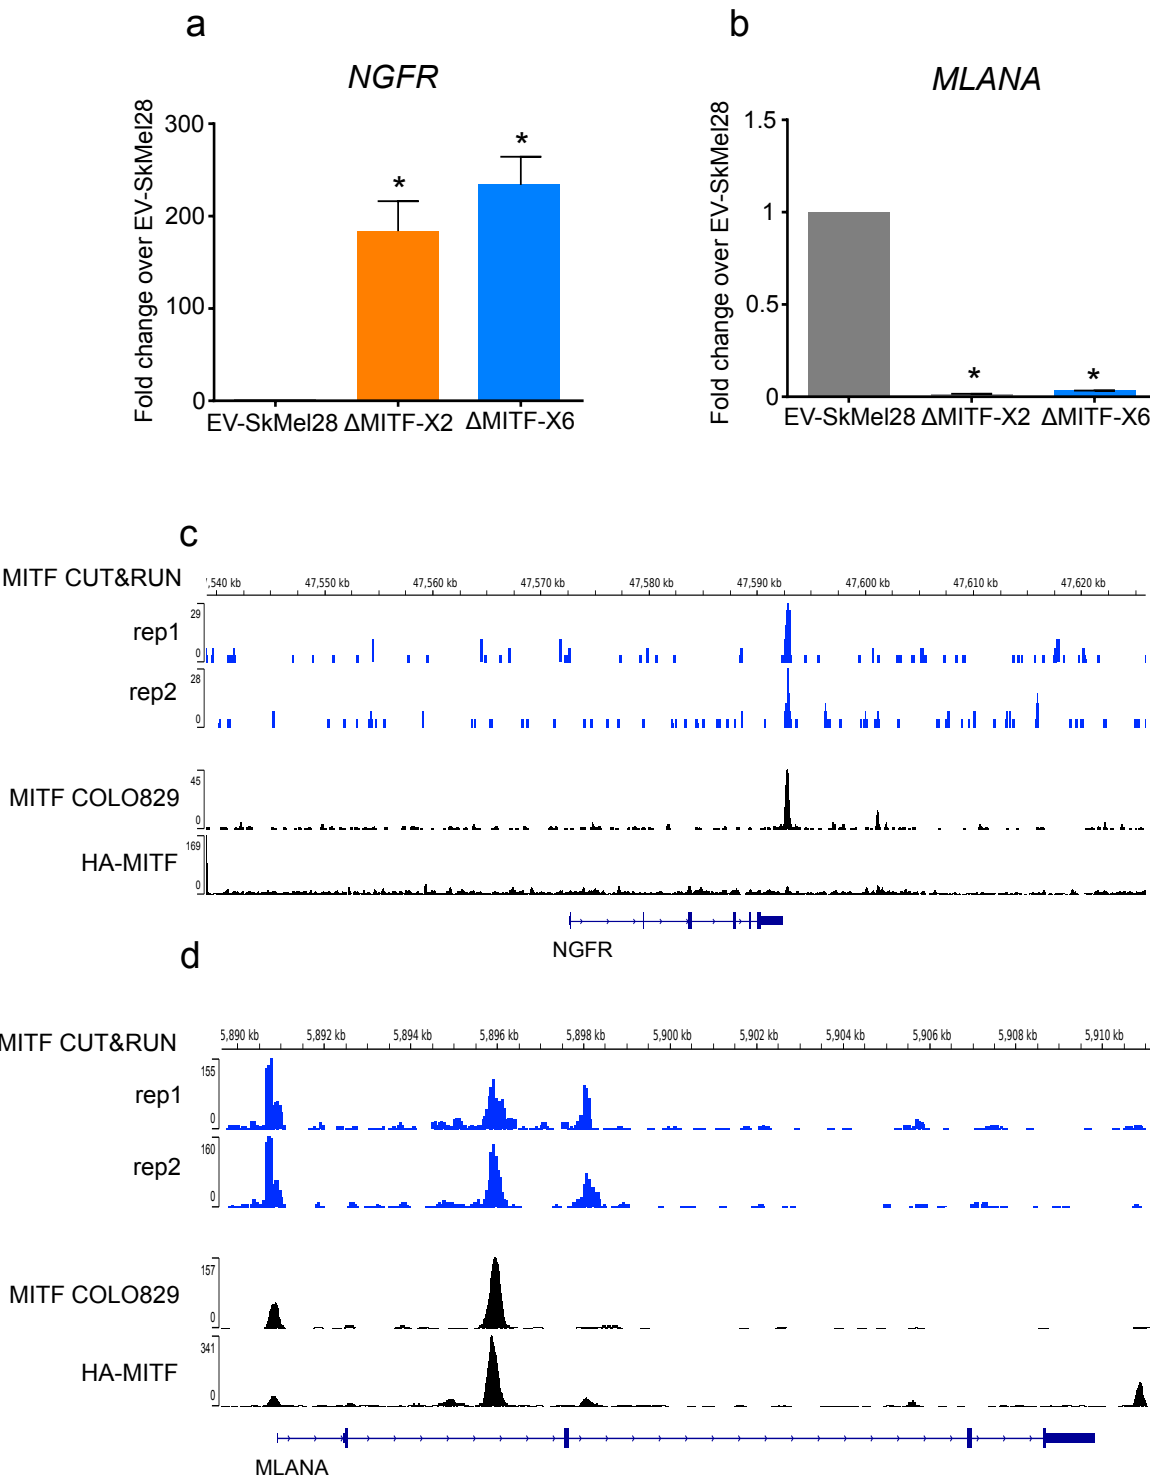 a
NGFR
Fold change over EV-SkMel28
300
200
100
0
*
*
EV-SkMel28 ΔMITF-X2 ΔMITF-X6
b
MLANA
Fold change over EV-SkMel28
1.5
1
0.5
0
*
*
EV-SkMel28 ΔMITF-X2 ΔMITF-X6
c
MITF CUT&RUN
,540 kb 47,550 kb 47,560 kb 47,570 kb 47,580 kb 47,590 kb 47,600 kb 47,610 kb 47,620 kb
rep1
29
0
rep2
28
0
MITF COLO829
45
0
HA-MITF
169
0
NGFR
d
MITF CUT&RUN
5,890 kb 5,892 kb 5,894 kb 5,896 kb 5,898 kb 5,900 kb 5,902 kb 5,904 kb 5,906 kb 5,908 kb 5,910 kb
rep1
155
0
rep2
160
0
MITF COLO829
157
0
HA-MITF
341
0
MLANA